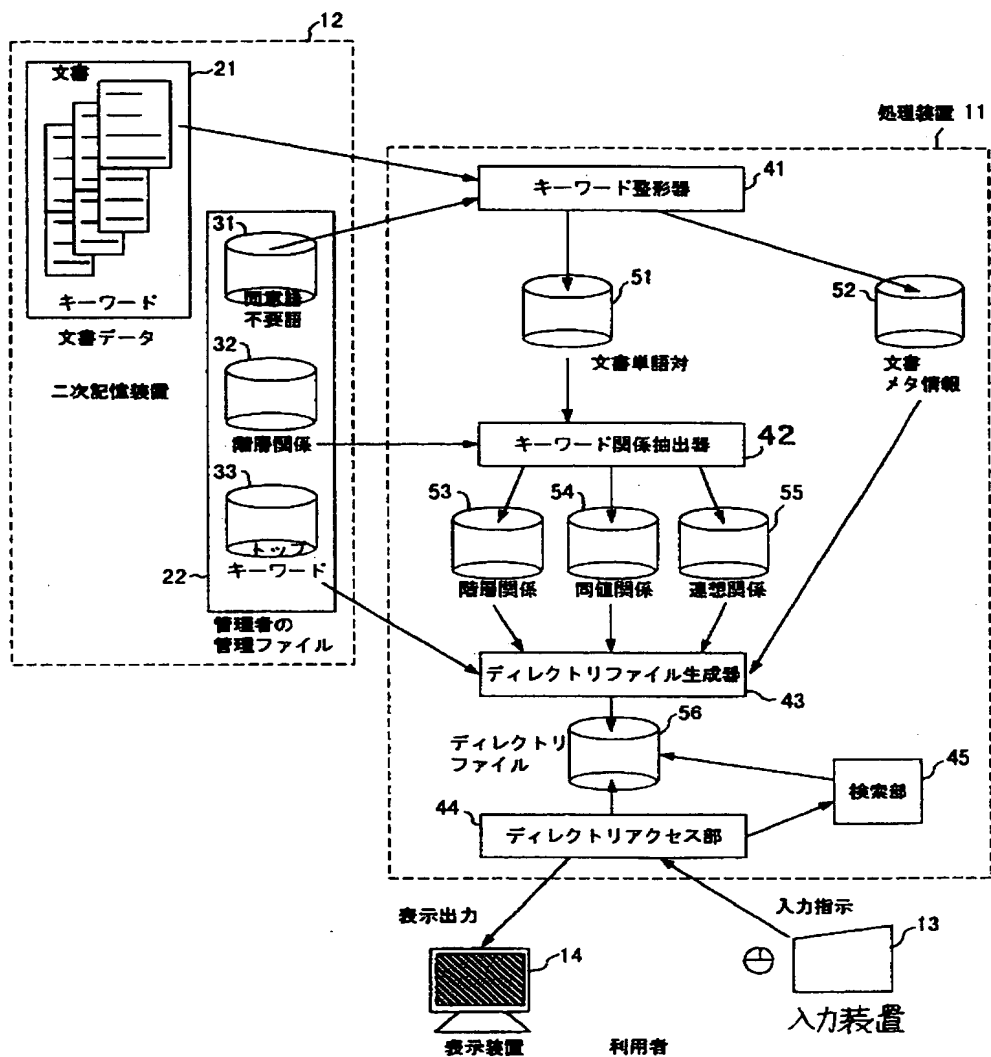 12
文書
21
キーワード
文書データ
二次記憶装置
31
同意語
不要語
32
階層関係
33
トップ
キーワード
22
管理者の
管理ファイル
処理装置 11
キーワード整形器
41
51
文書単語対
52
文書
メタ情報
キーワード関係抽出器
42
53
階層関係
54
同値関係
55
連想関係
ディレクトリファイル生成器
43
56
ディレクトリ
ファイル
検索部
45
44
ディレクトリアクセス部
表示出力
14
表示装置
利用者
入力指示
13
入力装置